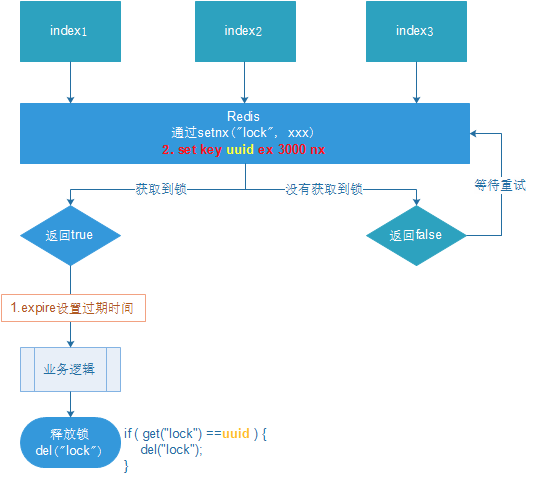 index1
index2
index3
Redis
通过setnx("lock", xxx)
2. set key uuid ex 3000 nx
获取到锁
没有获取到锁
等待重试
返回true
返回false
1.expire设置过期时间
业务逻辑
释放锁
del("lock")
if ( get("lock") ==uuid ) {
del("lock");
}